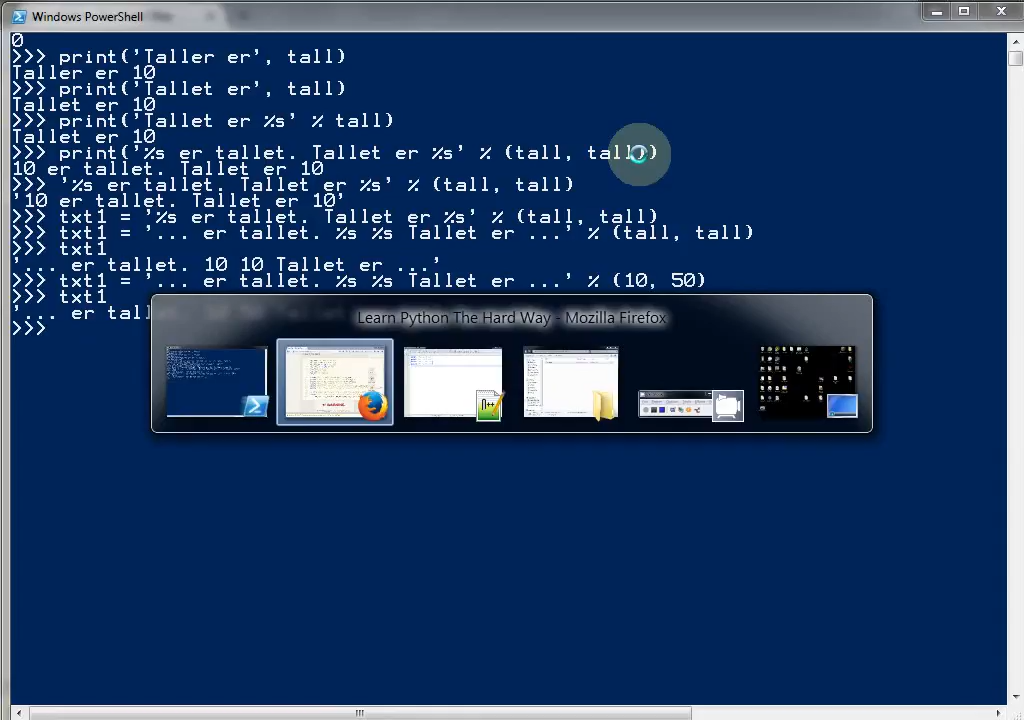 Windows PowerShell
0
>>> print('Taller er', tall)
Taller er 10
>>> print('Tallet er', tall)
Tallet er 10
>>> print('Tallet er %s' % tall)
Tallet er 10
>>> print('%s er tallet. Tallet er %s' % (tall, tall))
10 er tallet. Tallet er 10
>>> '%s er tallet. Tallet er %s' % (tall, tall)
'10 er tallet. Tallet er 10'
>>> txt1 = '%s er tallet. Tallet er %s' % (tall, tall)
>>> txt1 = '... er tallet. %s %s Tallet er ...' % (tall, tall)
>>> txt1
'... er tallet. 10 10 Tallet er ...'
>>> txt1 = '... er tallet. %s %s Tallet er ...' % (10, 50)
>>> txt1
'... er
>>>
Learn Python The Hard Way - Mozilla Firefox